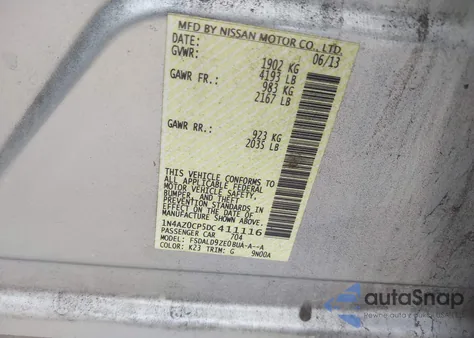 MFD BY NISSAN MOTOR CO., LTD.
DATE: 06/13
GVWR: 1902 KG
4193 LB
GAWR FR.: 983 KG
2167 LB
GAWR RR.: 923 KG
2035 LB
THIS VEHICLE CONFORMS TO
ALL APPLICABLE FEDERAL
MOTOR VEHICLE SAFETY,
BUMPER, AND THEFT
PREVENTION STANDARDS IN
EFFECT ON THE DATE OF
MANUFACTURE SHOWN ABOVE.
1N4AZ0CP5DC411116
PASSENGER CAR 704
MODEL: FSDALD9ZE0BUA-A--A
COLOR: K23 TRIM: G 9N00A
autoSnap